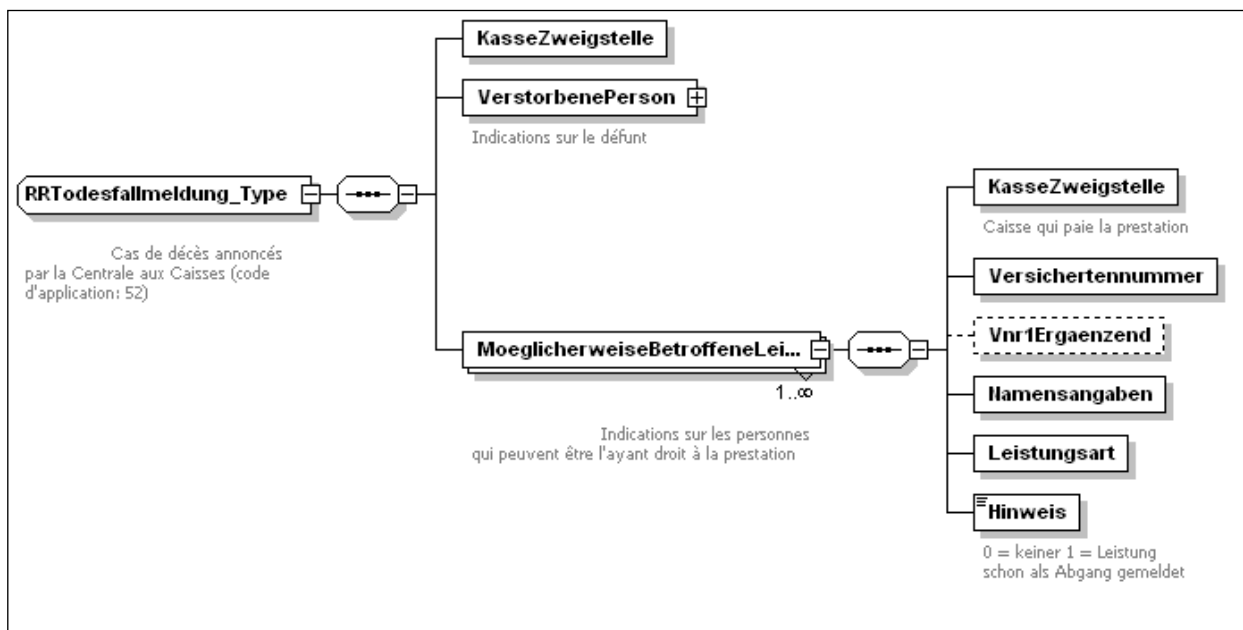 KasseZweigstelle
VerstorbenePerson
Indications sur le défunt
RRTodesfallmeldung_Type
Cas de décès annoncés
par la Centrale aux Caisses (code
d'application: 52)
MoeglicherweiseBetroffeneLei...
1..∞
Indications sur les personnes
qui peuvent être l'ayant droit à la prestation
KasseZweigstelle
Caisse qui paie la prestation
Versichertennummer
Vnr1Ergaenzend
Namensangaben
Leistungsart
Hinweis
0 = keiner 1 = Leistung
schon als Abgang gemeldet